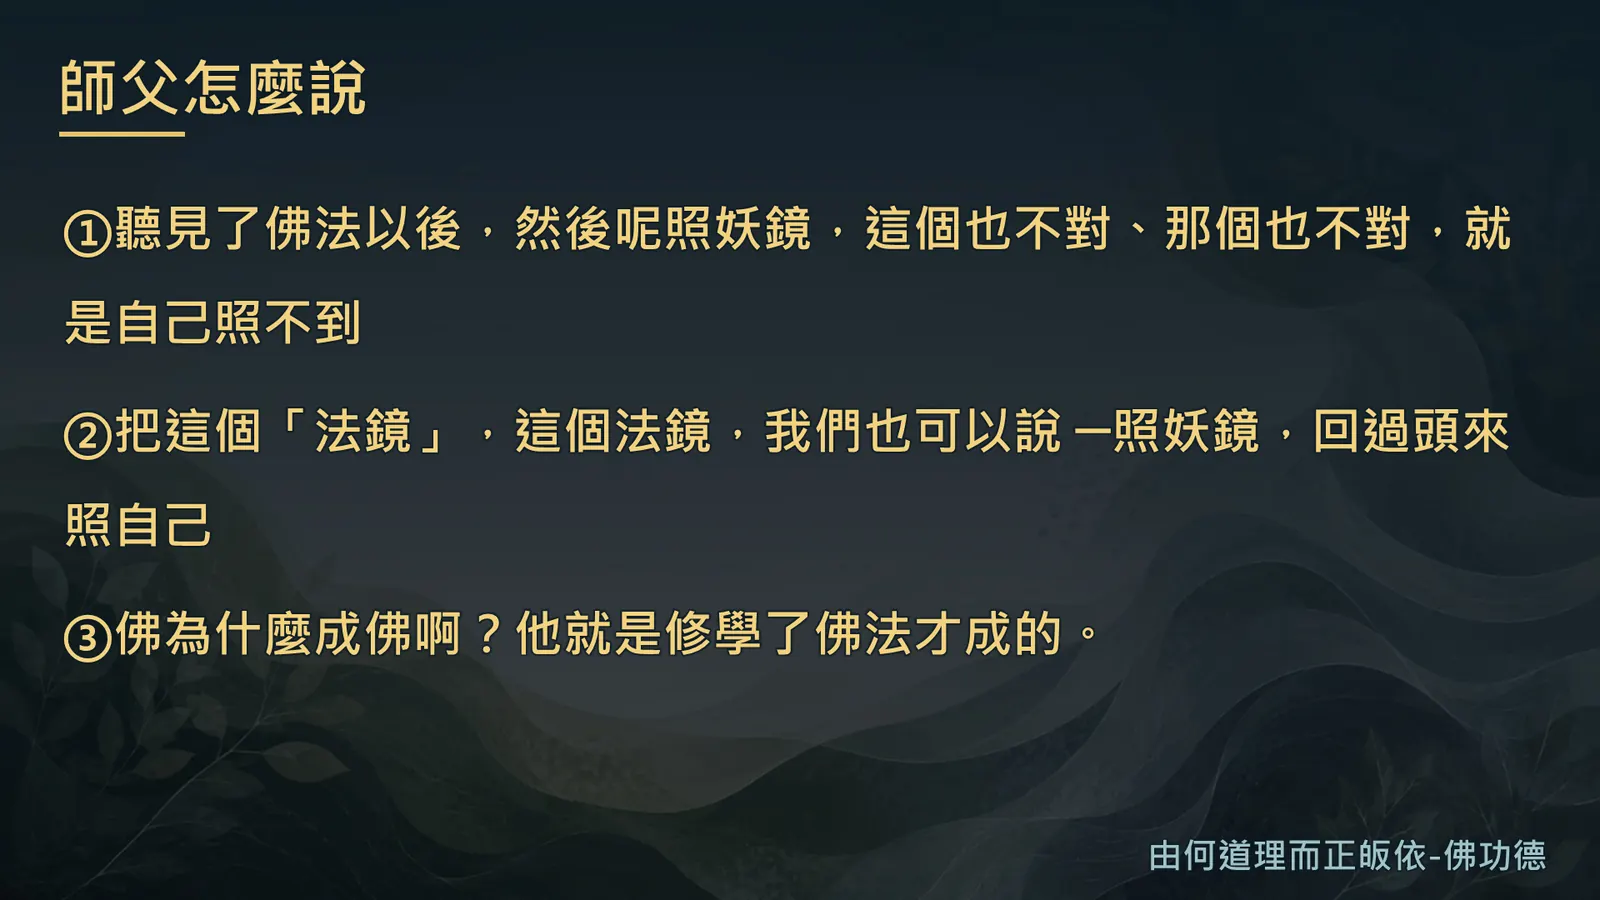 師父怎麼說
①聽見了佛法以後，然後呢照妖鏡，這個也不對、那個也不對，就
是自己照不到
②把這個「法鏡」，這個法鏡，我們也可以說 —照妖鏡，回過頭來
照自己
③佛為什麼成佛啊？他就是修學了佛法才成的。
由何道理而正皈依-佛功德